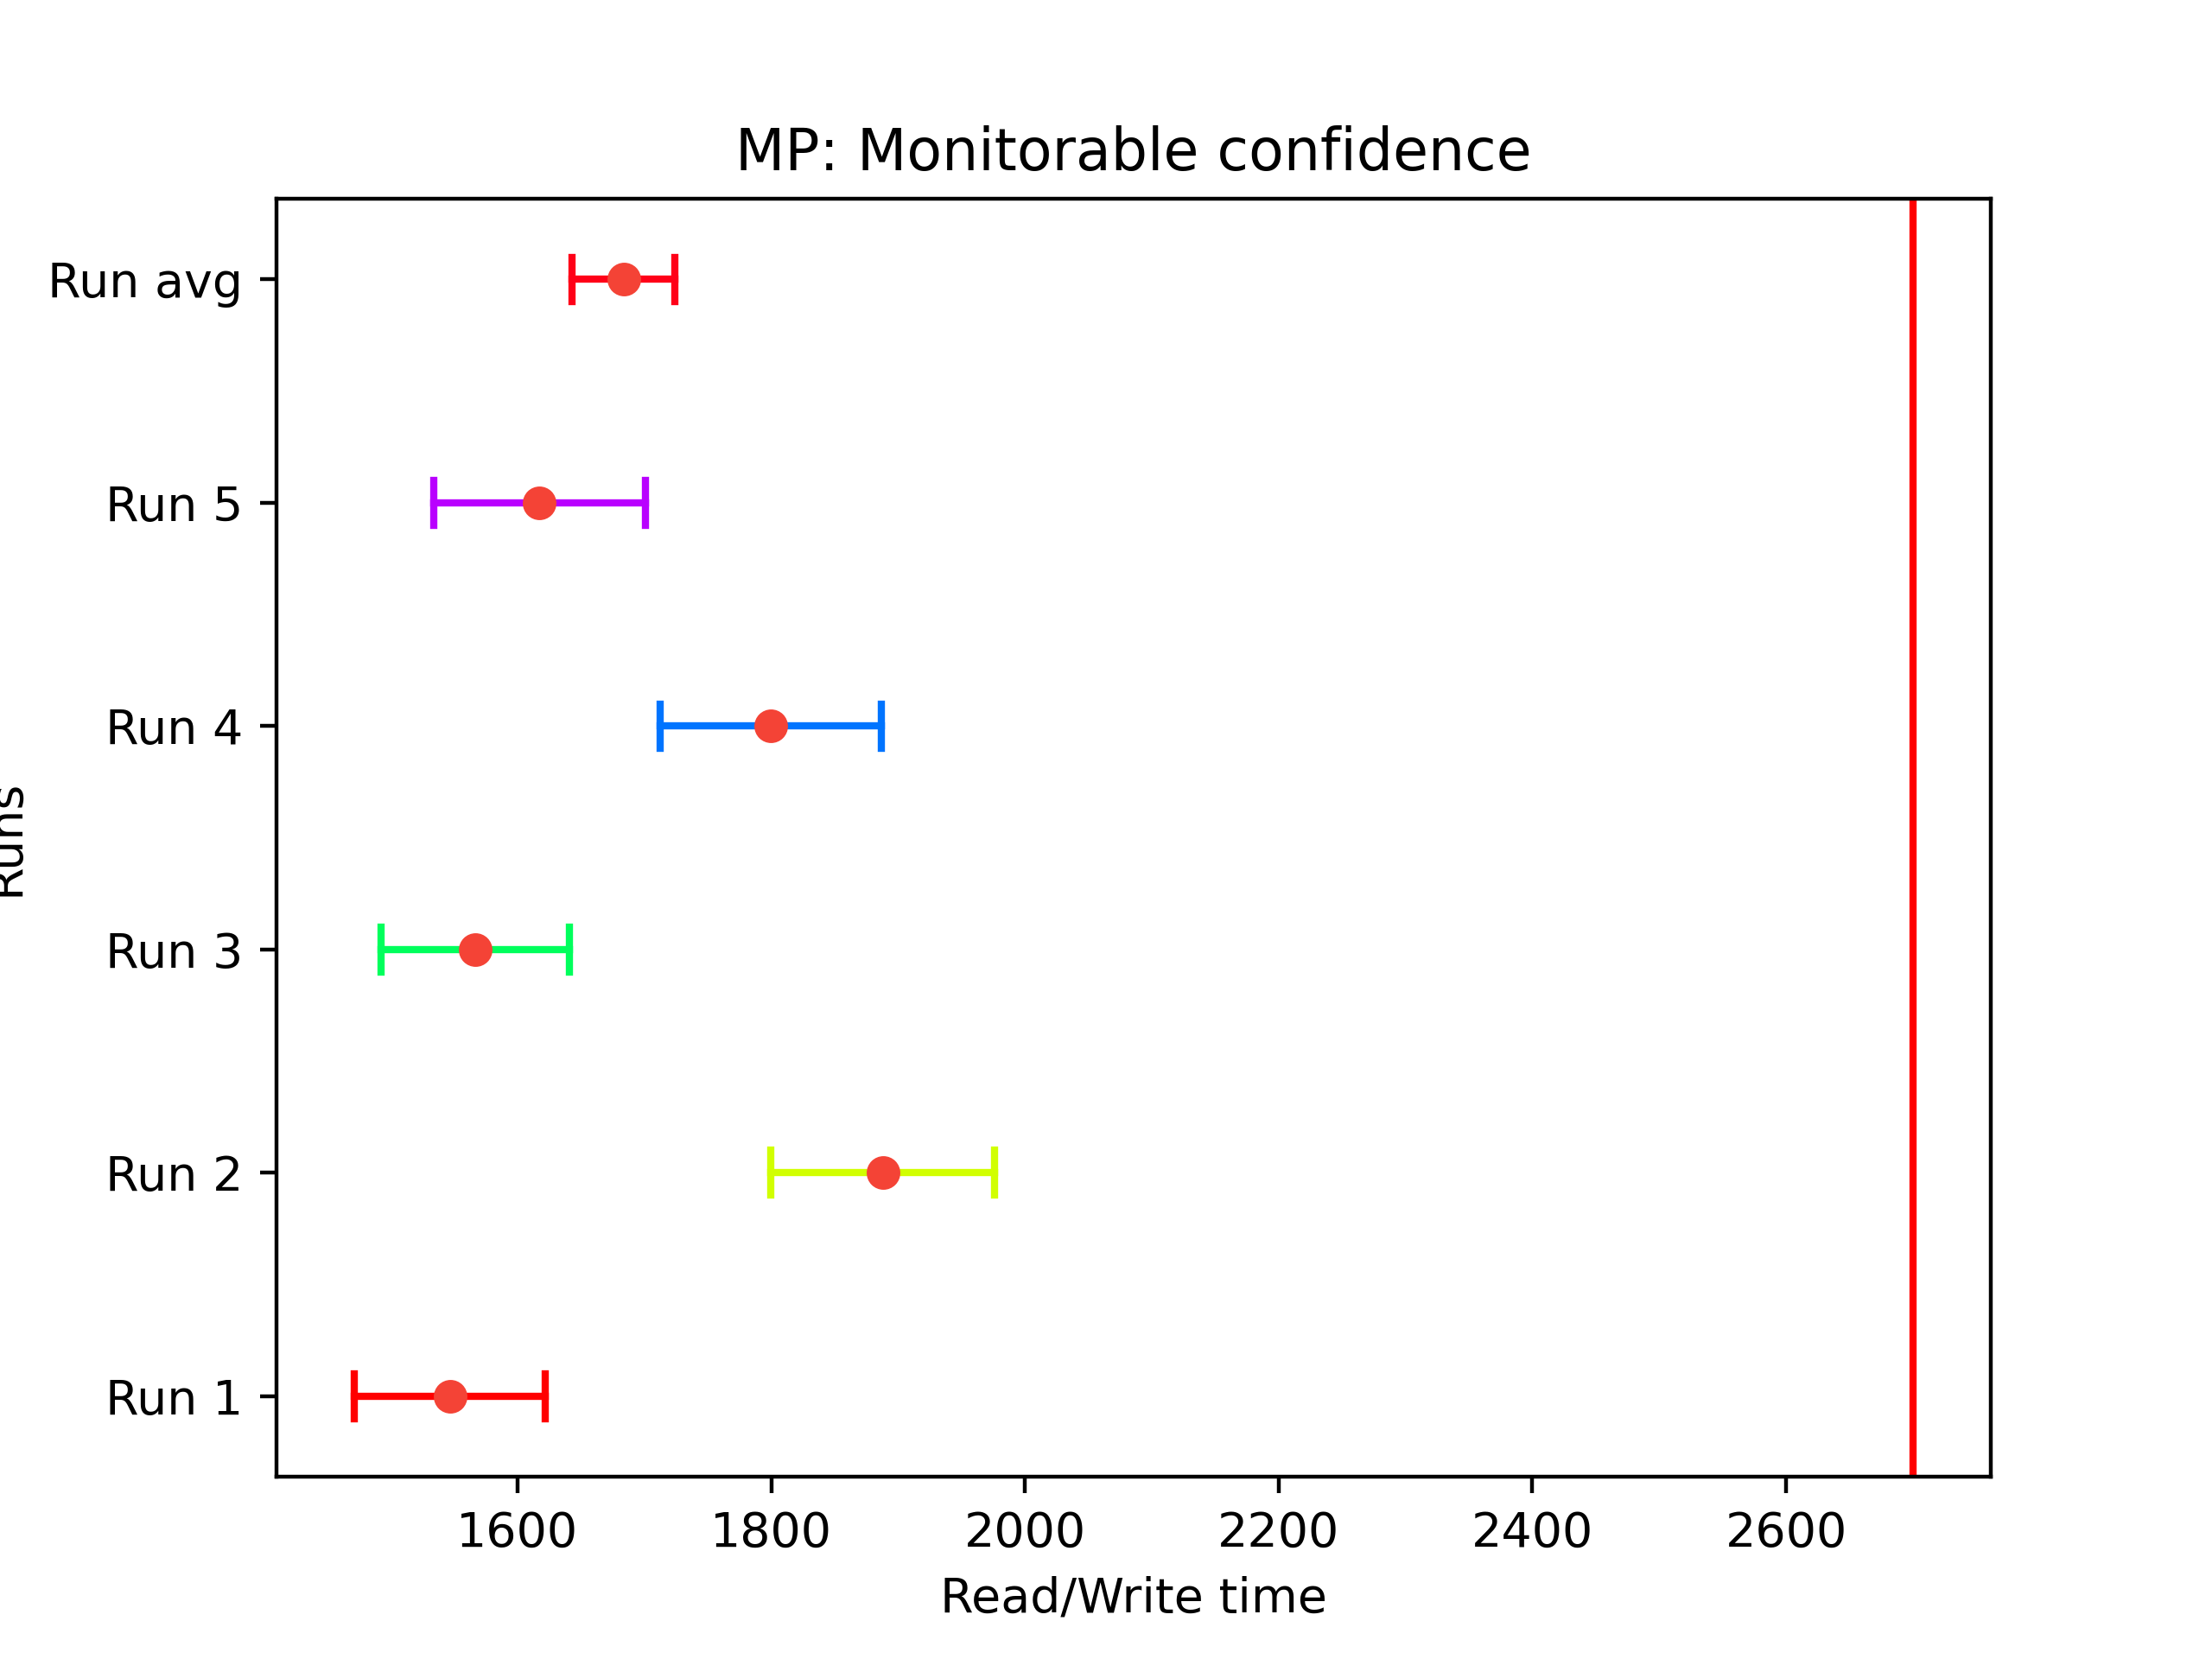 MP: Monitorable confidence
Run avg
Run 5
Run 4
Run 3
Run 2
Run 1
Runs
1600 1800 2000 2200 2400 2600
Read/Write time